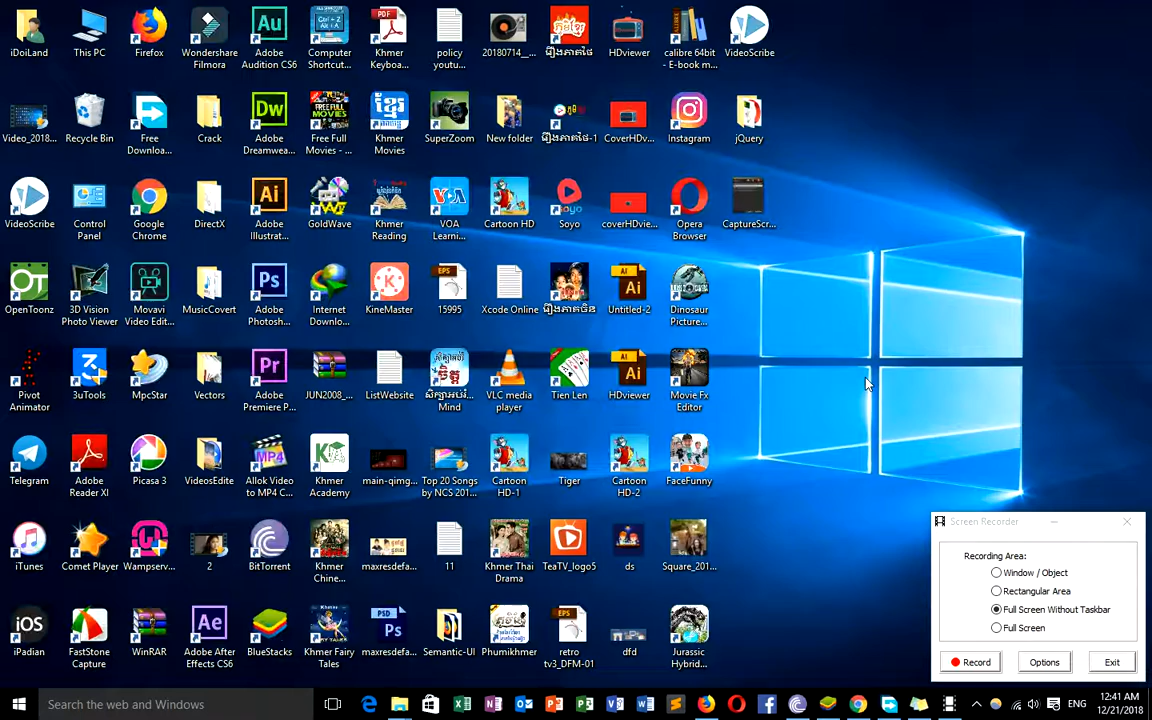 iDoiLand
This PC
Firefox
Wondershare
Filmora
Adobe
Audition CS6
Computer
Shortcut...
Khmer
Keyboa...
policy
youtu...
20180714_...
រឿងភាគថៃ
HDviewer
calibre 64bit
- E-book m...
VideoScribe
Video_2018...
Recycle Bin
Free
Downloa...
Crack
Adobe
Dreamwea...
Free Full
Movies - ...
Khmer
Movies
SuperZoom
New folder
រឿងភាគថៃ-1
CoverHDv...
Instagram
jQuery
VideoScribe
Control
Panel
Google
Chrome
DirectX
Adobe
Illustrat...
GoldWave
Khmer
Reading
VOA
Learni...
Cartoon HD
Soyo
coverHDvie...
Opera
Browser
CaptureScr...
OpenToonz
3D Vision
Photo Viewer
Movavi
Video Edit...
MusicCovert
Adobe
Photosh...
Internet
Downlo...
KineMaster
15995
Xcode Online
រឿងភាគចិន
Untitled-2
Dinosaur
Picture...
Pivot
Animator
3uTools
MpcStar
Vectors
Adobe
Premiere P...
JUN2008_...
ListWebsite
Mind
VLC media
player
Tien Len
HDviewer
Movie Fx
Editor
Telegram
Adobe
Reader XI
Picasa 3
VideosEdite
Allok Video
to MP4 C...
Khmer
Academy
main-qimg...
Top 20 Songs
by NCS 201...
Cartoon
HD-1
Tiger
Cartoon
HD-2
FaceFunny
iTunes
Comet Player
Wampserv...
2
BitTorrent
Khmer
Chine...
maxresdefa...
11
Khmer Thai
Drama
TeaTV_logo5
ds
Square_201...
iPadian
FastStone
Capture
WinRAR
Adobe After
Effects CS6
BlueStacks
Khmer Fairy
Tales
maxresdefa...
Semantic-UI
Phumikhmer
retro
tv3_DFM-01
dfd
Jurassic
Hybrid...
Screen Recorder
Recording Area:
Window / Object
Rectangular Area
Full Screen Without Taskbar
Full Screen
Record
Options
Exit
Search the web and Windows
ENG
12:41 AM
12/21/2018